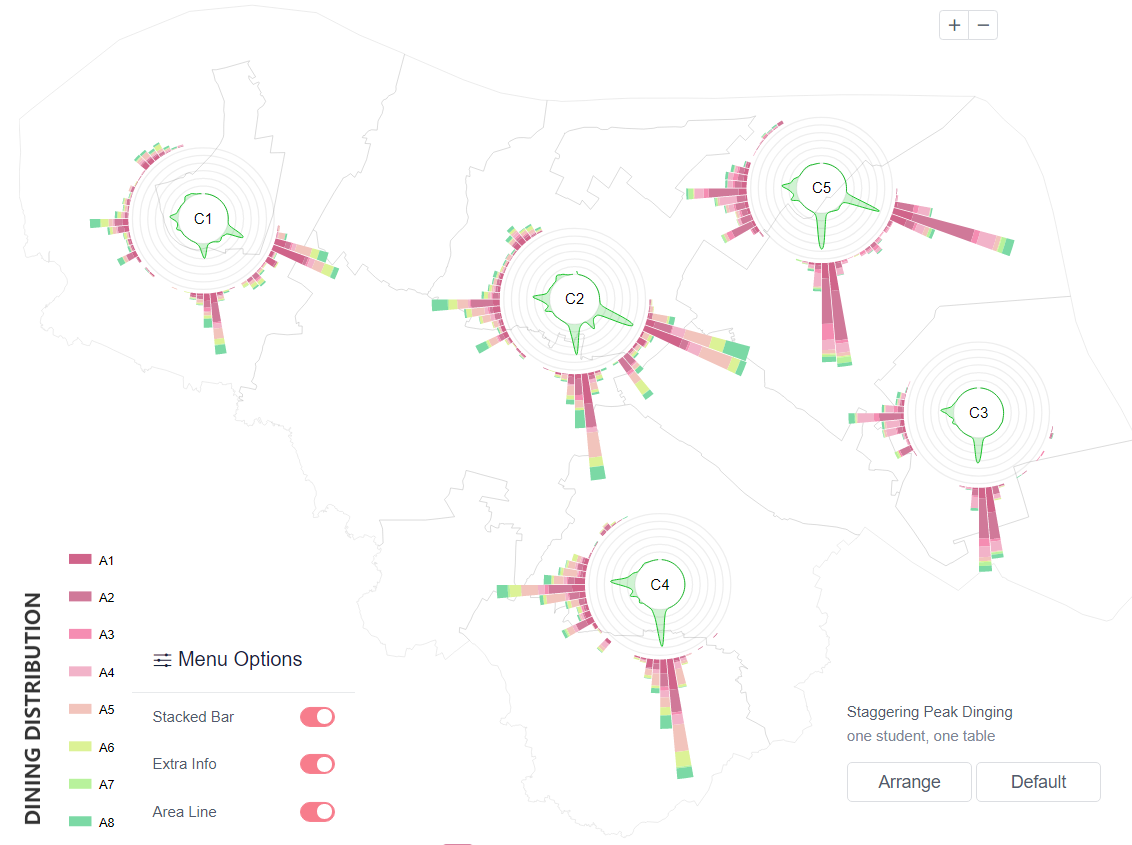 + −
C1
C5
C2
C3
C4
DINING DISTRIBUTION
A1
A2
A3
A4
A5
A6
A7
A8
Menu Options
Stacked Bar
Extra Info
Area Line
Staggering Peak Dinging
one student, one table
Arrange Default